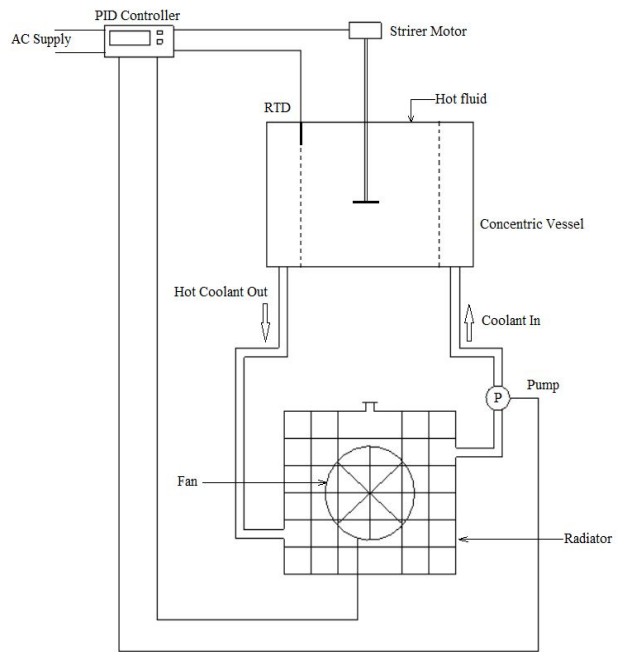 PID Controller
AC Supply
Strirer Motor
Hot fluid
RTD
Concentric Vessel
Hot Coolant Out
Coolant In
Pump
P
Fan
Radiator